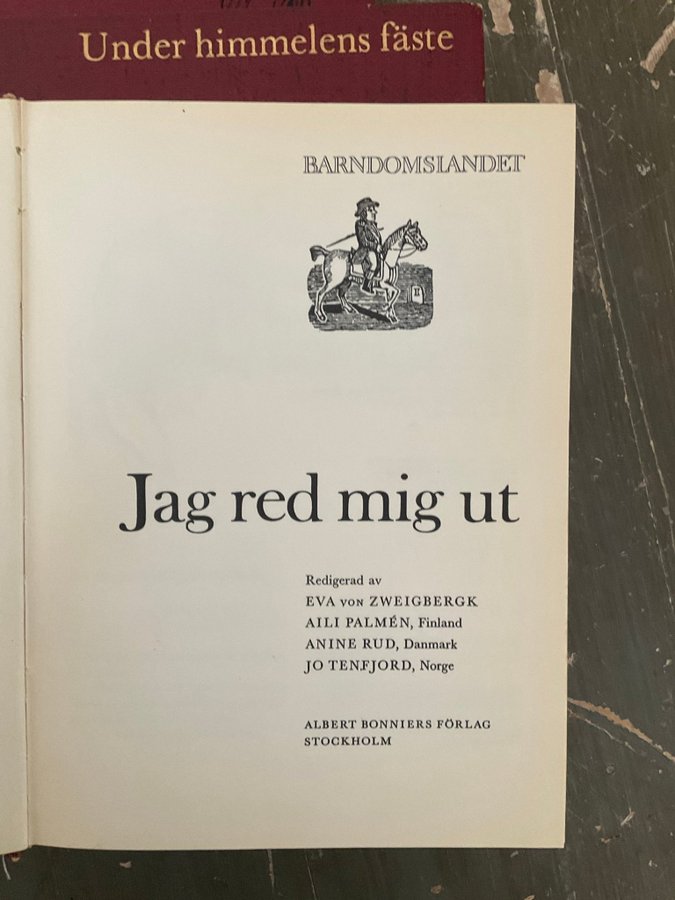 Under himmelens fäste
BARNDOMSLANDET
Jag red mig ut
Redigerad av
EVA VON ZWEIGBERGK
AILI PALMÉN, Finland
ANINE RUD, Danmark
JO TENFJORD, Norge
ALBERT BONNIERS FÖRLAG
STOCKHOLM